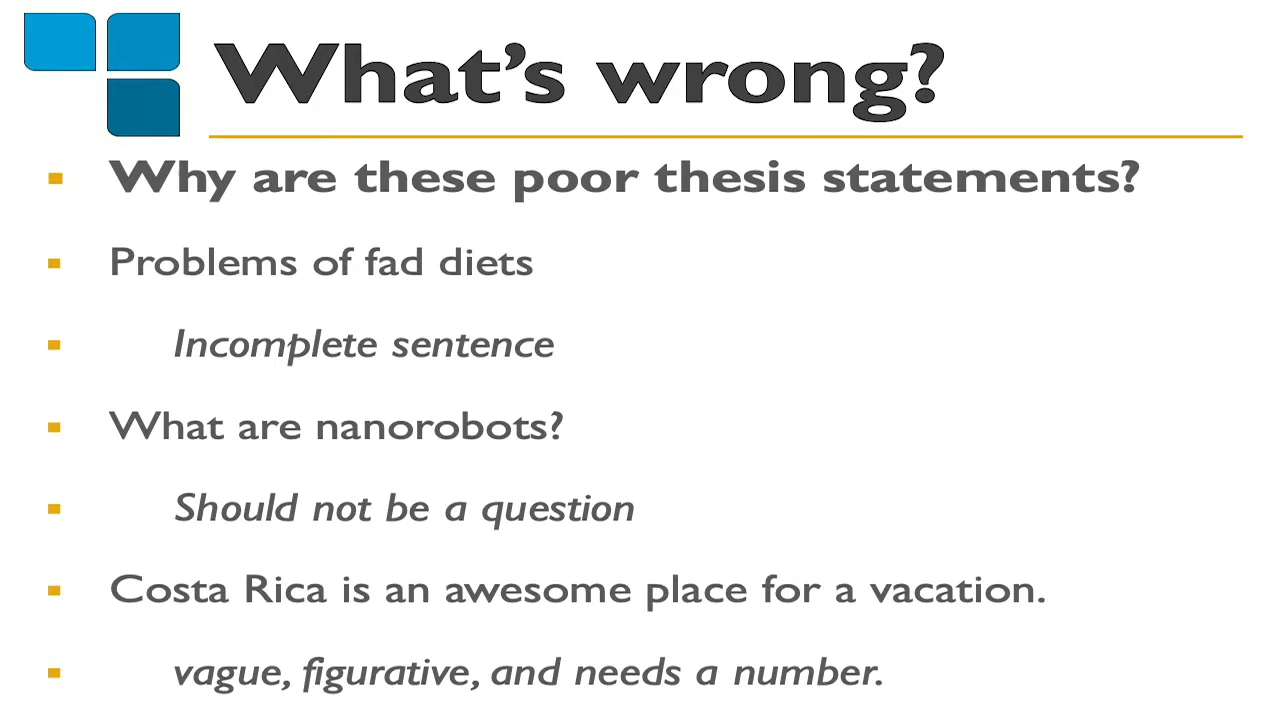 What's wrong?
Why are these poor thesis statements?
Problems of fad diets
Incomplete sentence
What are nanorobots?
Should not be a question
Costa Rica is an awesome place for a vacation.
vague, figurative, and needs a number.